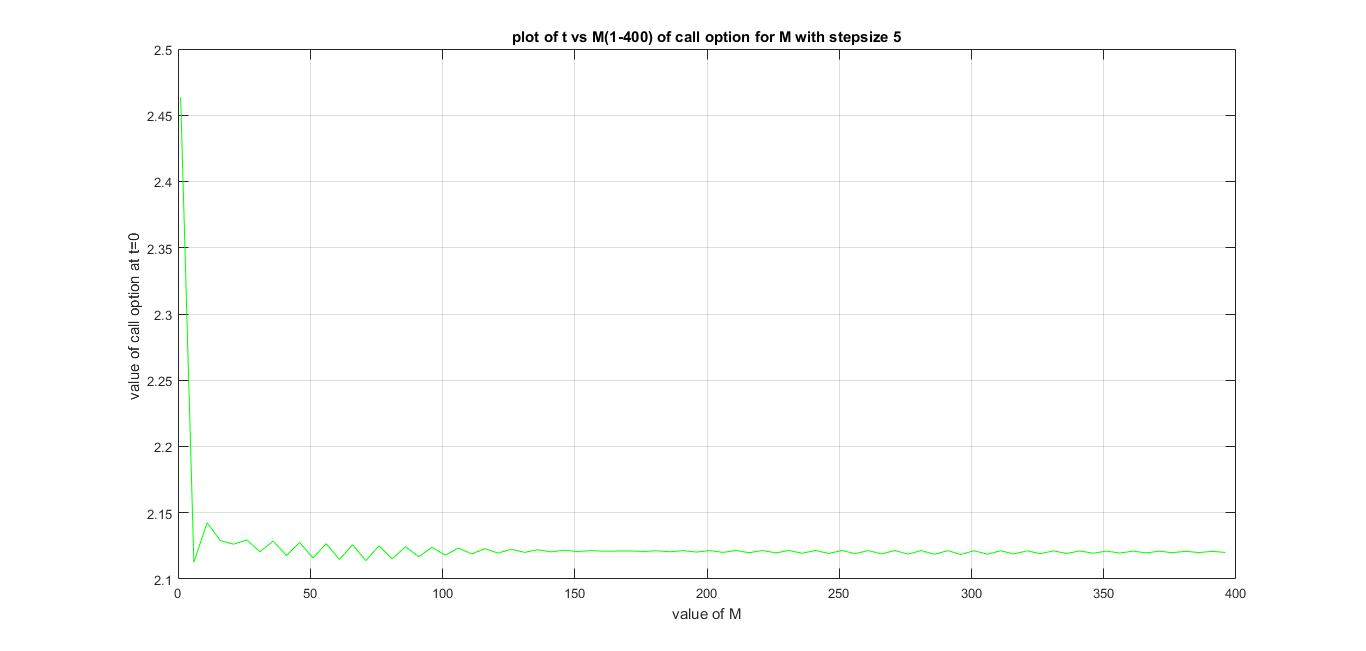 plot of t vs M(1-400) of call option for M with stepsize 5
2.5
2.45
2.4
2.35
2.3
2.25
2.2
2.15
2.1
value of call option at t=0
0 50 100 150 200 250 300 350 400
value of M